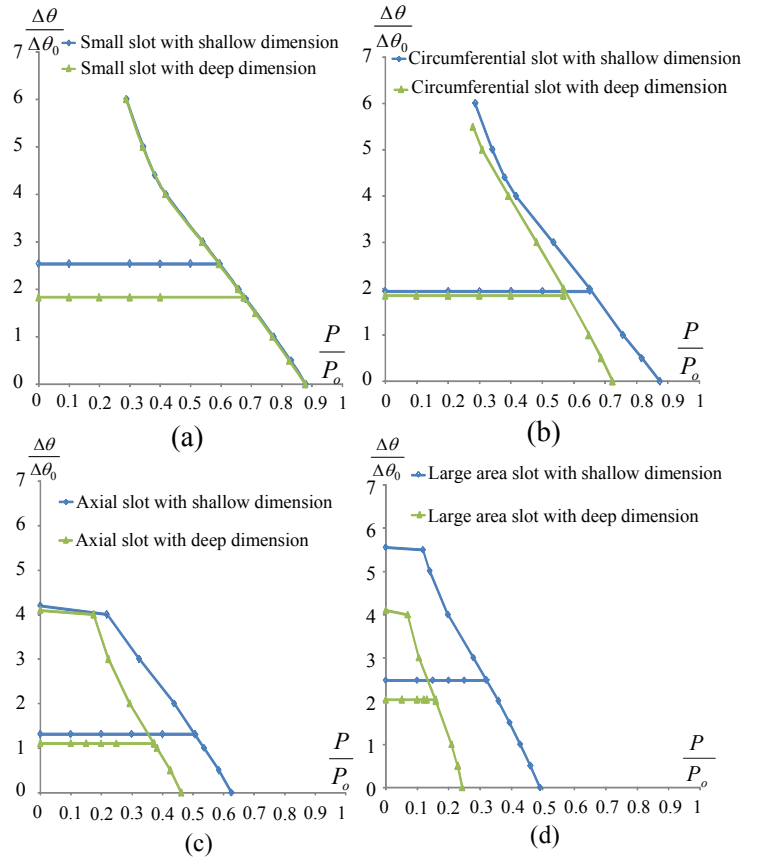 Δθ
Δθ0
Small slot with shallow dimension
Small slot with deep dimension
7
6
5
4
3
2
1
0
P
Po
0 0.1 0.2 0.3 0.4 0.5 0.6 0.7 0.8 0.9 1
(a)
Δθ
Δθ0
Circumferential slot with shallow dimension
Circumferential slot with deep dimension
7
6
5
4
3
2
1
0
P
Po
0 0.1 0.2 0.3 0.4 0.5 0.6 0.7 0.8 0.9 1
(b)
Δθ
Δθ0
Axial slot with shallow dimension
Axial slot with deep dimension
7
6
5
4
3
2
1
0
P
Po
0 0.1 0.2 0.3 0.4 0.5 0.6 0.7 0.8 0.9 1
(c)
Δθ
Δθ0
Large area slot with shallow dimension
Large area slot with deep dimension
7
6
5
4
3
2
1
0
P
Po
0 0.1 0.2 0.3 0.4 0.5 0.6 0.7 0.8 0.9 1
(d)